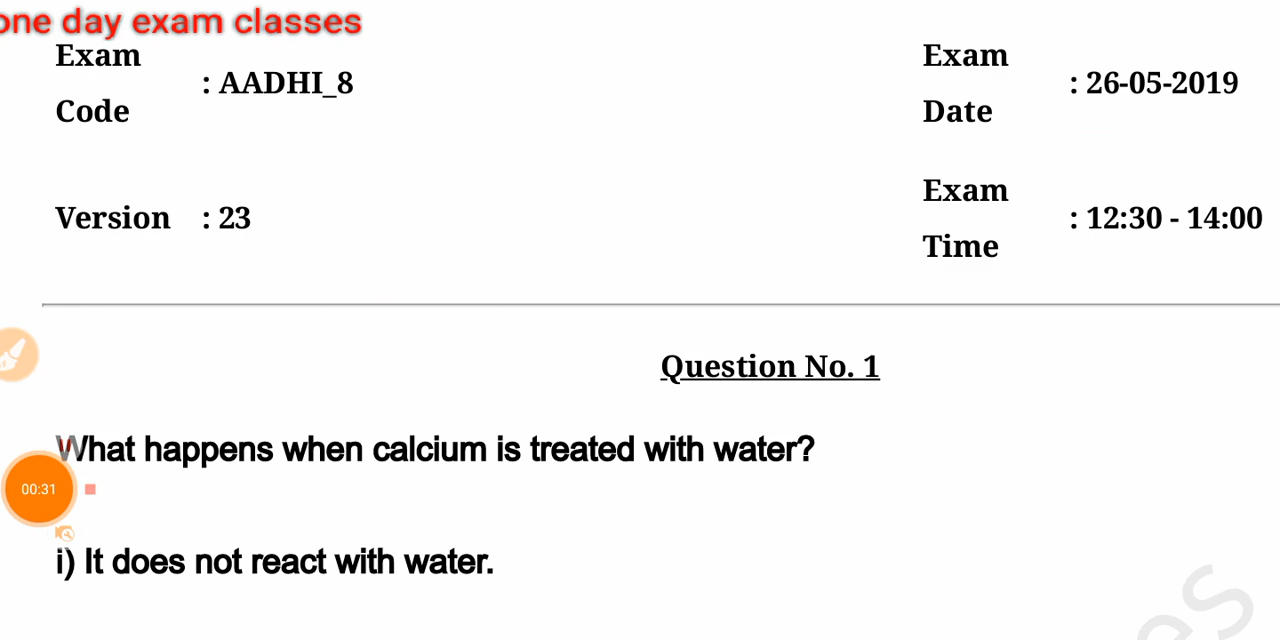 one day exam classes
Exam Code : AADHI_8
Exam Date : 26-05-2019
Version : 23
Exam Time : 12:30 - 14:00
Question No. 1
What happens when calcium is treated with water?
00:31
i) It does not react with water.
es